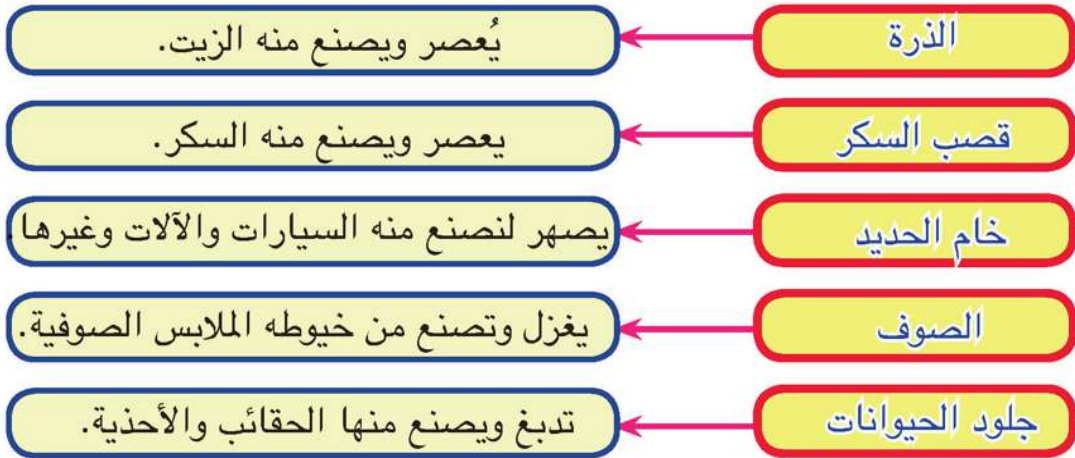 الذرة
يُعصر ويصنع منه الزيت.
قصب السكر
يعصر ويصنع منه السكر.
خام الحديد
يصهر لنصنع منه السيارات والآلات وغيرها.
الصوف
يغزل وتصنع من خيوطه الملابس الصوفية.
جلود الحيوانات
تدبغ ويصنع منها الحقائب والأحذية.